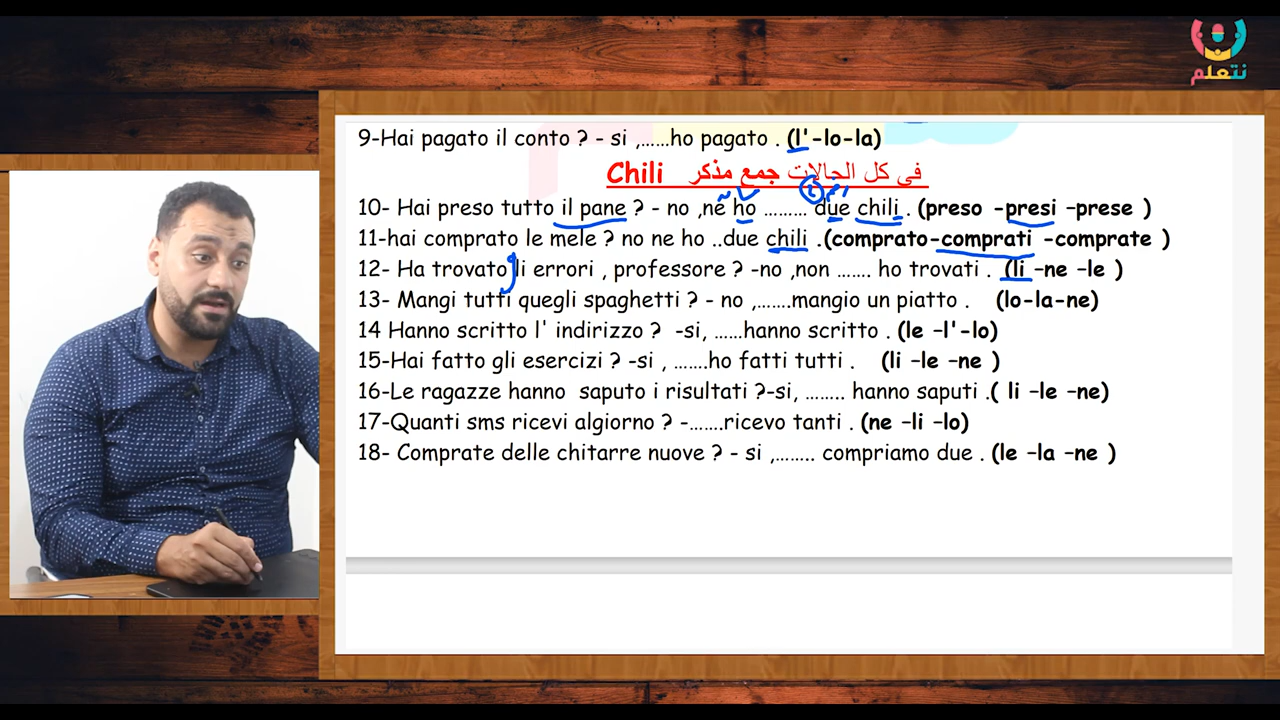 نتعلم
9-Hai pagato il conto ? - si ,......ho pagato . (l'-lo-la)
Chili في كل الحالات جمع مذكر
10- Hai preso tutto il pane ? - no ,ne ho ......... due chili . (preso -presi -prese )
11-hai comprato le mele ? no ne ho ..due chili .(comprato-comprati -comprate )
12- Ha trovato li errori , professore ? -no ,non ....... ho trovati . (li -ne -le )
13- Mangi tutti quegli spaghetti ? - no ,.......mangio un piatto . (lo-la-ne)
14 Hanno scritto l' indirizzo ? -si, ......hanno scritto . (le -l'-lo)
15-Hai fatto gli esercizi ? -si , .......ho fatti tutti . (li -le -ne )
16-Le ragazze hanno saputo i risultati ?-si, ........ hanno saputi .( li -le -ne)
17-Quanti sms ricevi algiorno ? -.......ricevo tanti . (ne -li -lo)
18- Comprate delle chitarre nuove ? - si ,........ compriamo due . (le -la -ne )